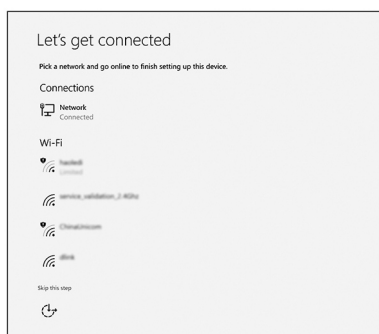 Let's get connected
Pick a network and go online to finish setting up this device.
Connections
Network
Connected
Wi-Fi
Limited
service_validation_2.4Ghz
ChinaUnicom
dlink
Skip this step